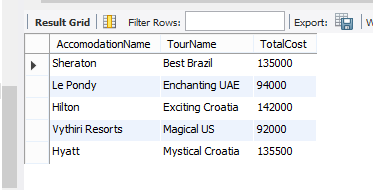 Result Grid Filter Rows: Export: W
AccomodationName TourName TotalCost
Sheraton Best Brazil 135000
Le Pondy Enchanting UAE 94000
Hilton Exciting Croatia 142000
Vythiri Resorts Magical US 92000
Hyatt Mystical Croatia 135500